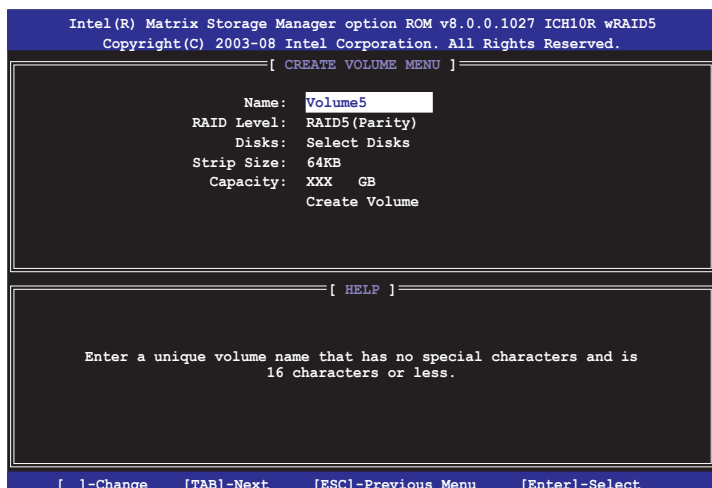 Intel(R) Matrix Storage Manager option ROM v8.0.0.1027 ICH10R wRAID5
Copyright(C) 2003-08 Intel Corporation. All Rights Reserved.
[ CREATE VOLUME MENU ]
Name: Volume5
RAID Level: RAID5(Parity)
Disks: Select Disks
Strip Size: 64KB
Capacity: XXX GB
Create Volume
[ HELP ]
Enter a unique volume name that has no special characters and is
16 characters or less.
[ ]-Change [TAB]-Next [ESC]-Previous Menu [Enter]-Select